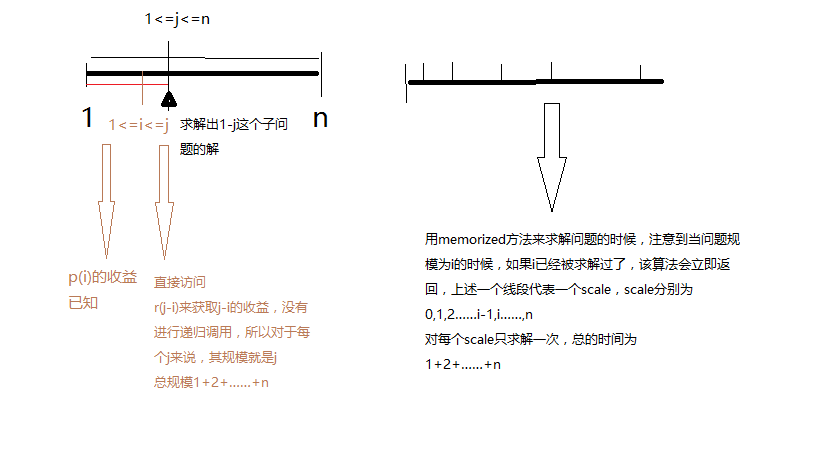 1<=j<=n
1
1<=i<=j
求解出1-j这个子问
题的解
n
p(i)的收益
已知
直接访问
r(j-i)来获取j-i的收益，没有
进行递归调用，所以对于每
个j来说，其规模就是j
总规模1+2+......+n
用memorized方法来求解问题的时候，注意到当问题规
模为i的时候，如果i已经被求解过了，该算法会立即返
回，上述一个线段代表一个scale，scale分别为
0,1,2......i-1,i......,n
对每个scale只求解一次，总的时间为
1+2+......+n